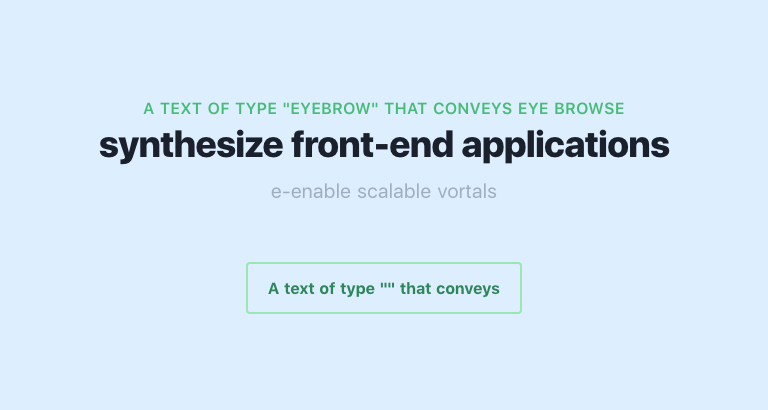 A TEXT OF TYPE "EYEBROW" THAT CONVEYS EYE BROWSE
synthesize front-end applications
e-enable scalable vortals
A text of type "" that conveys